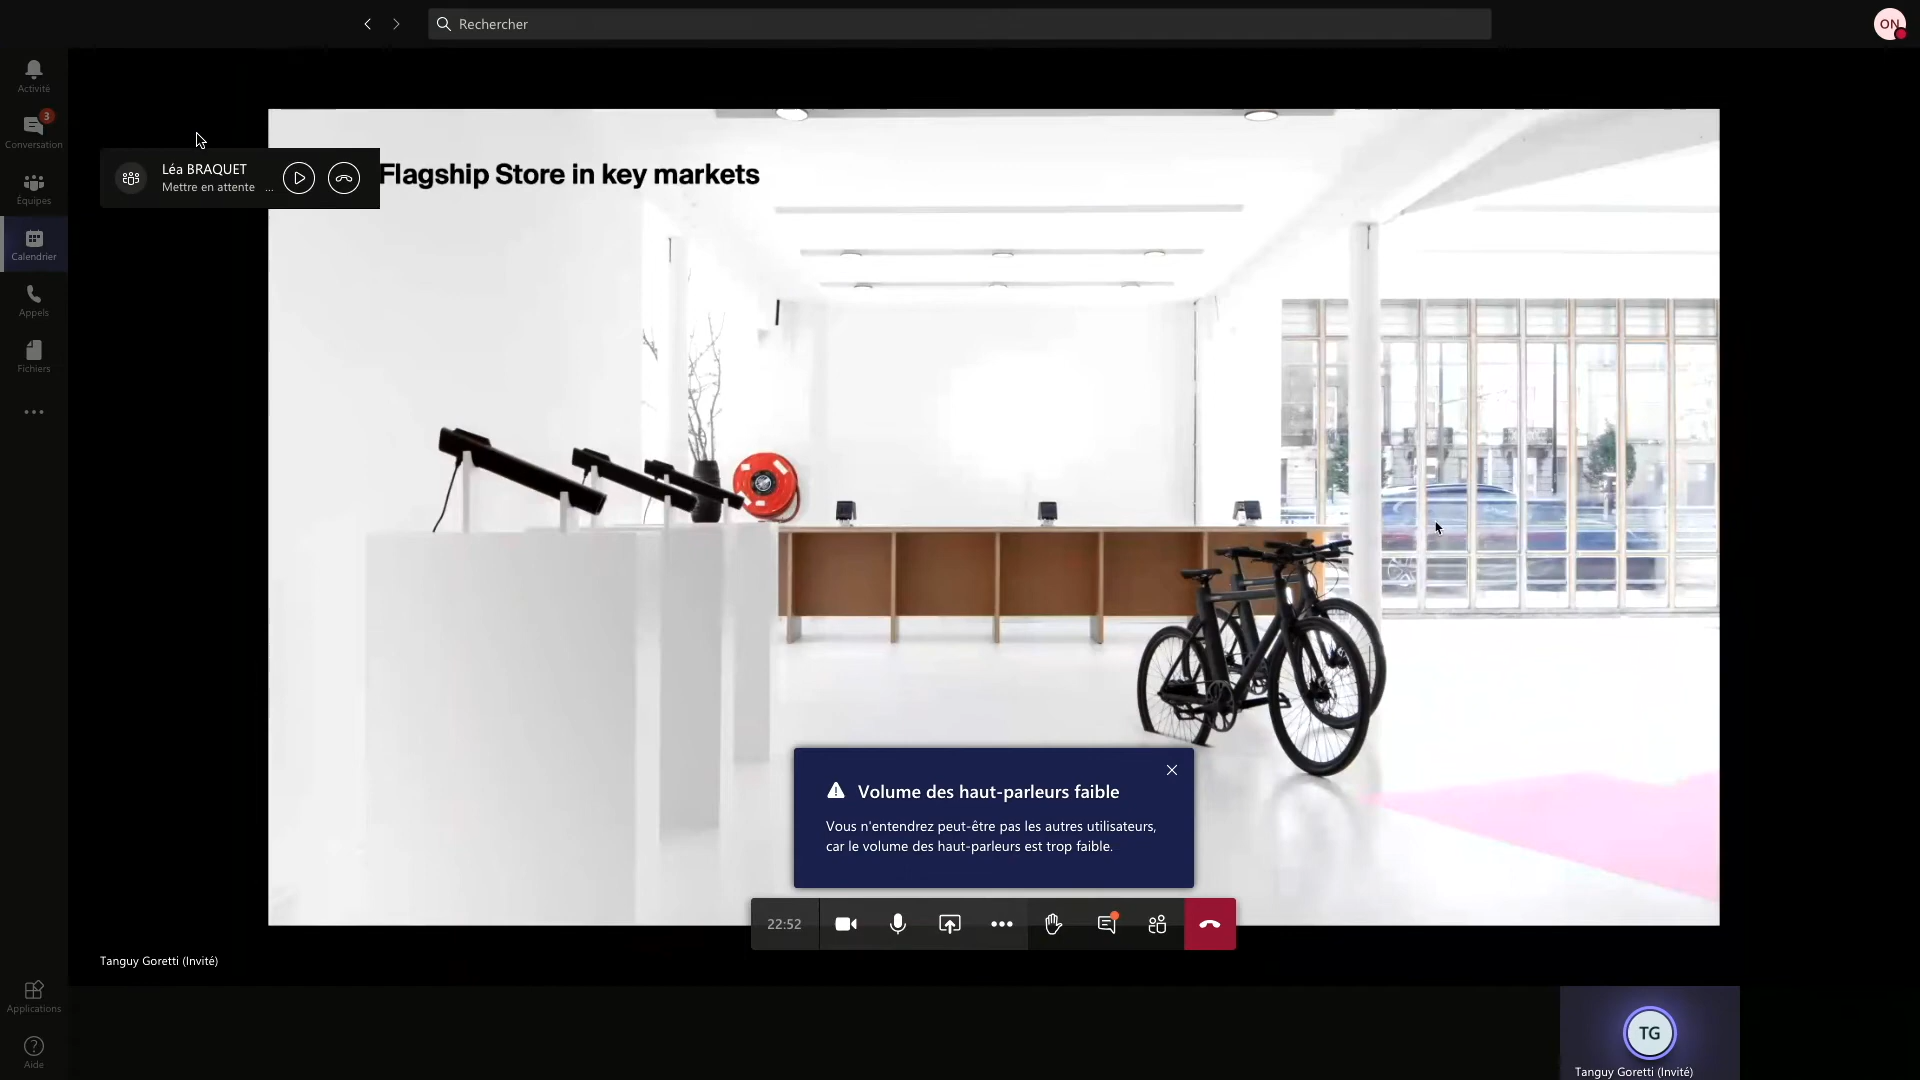 Rechercher
ON
Activité
3
Conversation
Équipes
Calendrier
Appels
Fichiers
Léa BRAQUET
Mettre en attente ...
Flagship Store in key markets
Volume des haut-parleurs faible
Vous n'entendrez peut-être pas les autres utilisateurs,
car le volume des haut-parleurs est trop faible.
22:52
Tanguy Goretti (Invité)
Applications
Aide
TG
Tanguy Goretti (Invité)